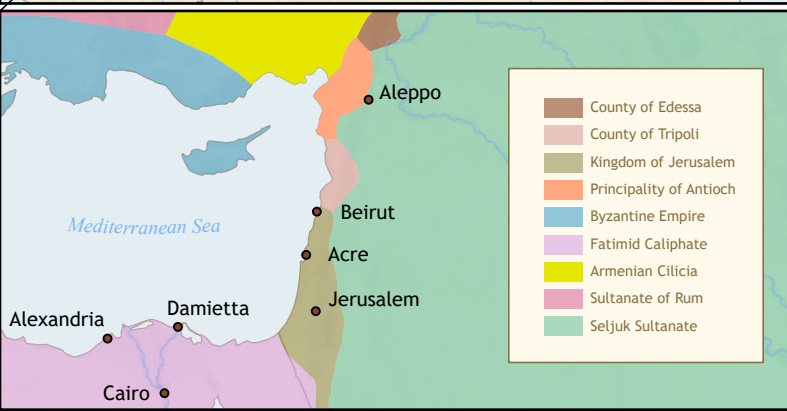 Aleppo
Beirut
Mediterranean Sea
Acre
Jerusalem
Damietta
Alexandria
Cairo
County of Edessa
County of Tripoli
Kingdom of Jerusalem
Principality of Antioch
Byzantine Empire
Fatimid Caliphate
Armenian Cilicia
Sultanate of Rum
Seljuk Sultanate